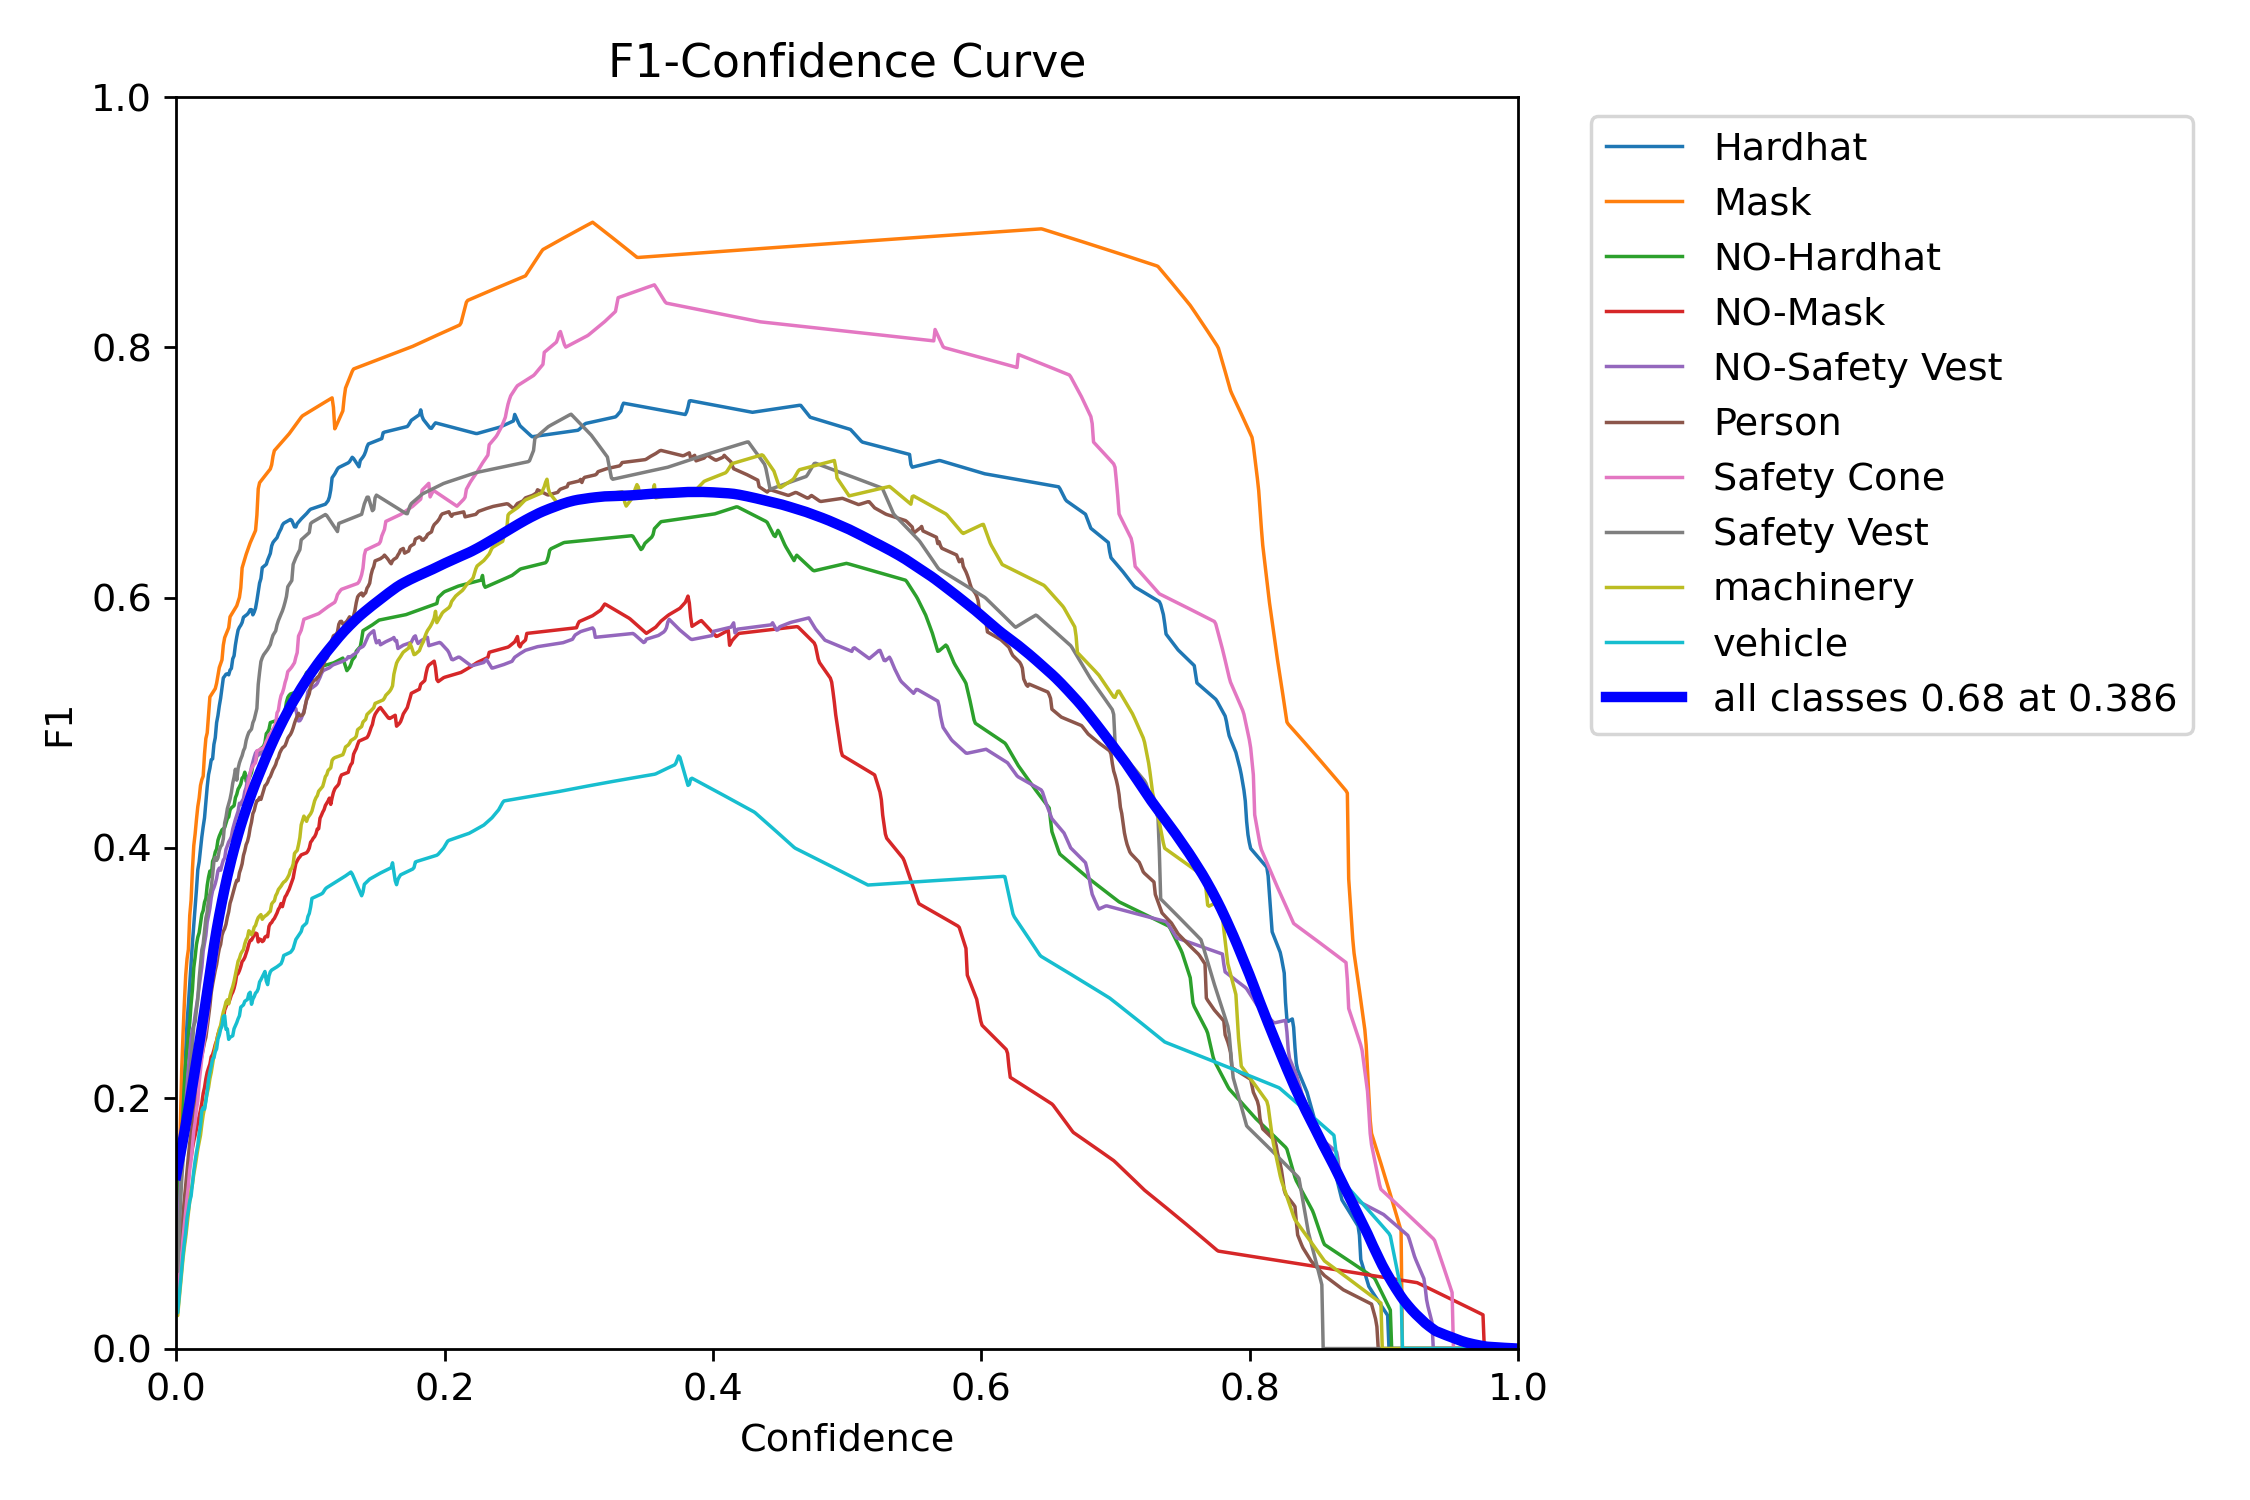 F1-Confidence Curve
1.0
0.8
0.6
0.4
0.2
0.0
F1
0.0 0.2 0.4 0.6 0.8 1.0
Confidence
Hardhat
Mask
NO-Hardhat
NO-Mask
NO-Safety Vest
Person
Safety Cone
Safety Vest
machinery
vehicle
all classes 0.68 at 0.386